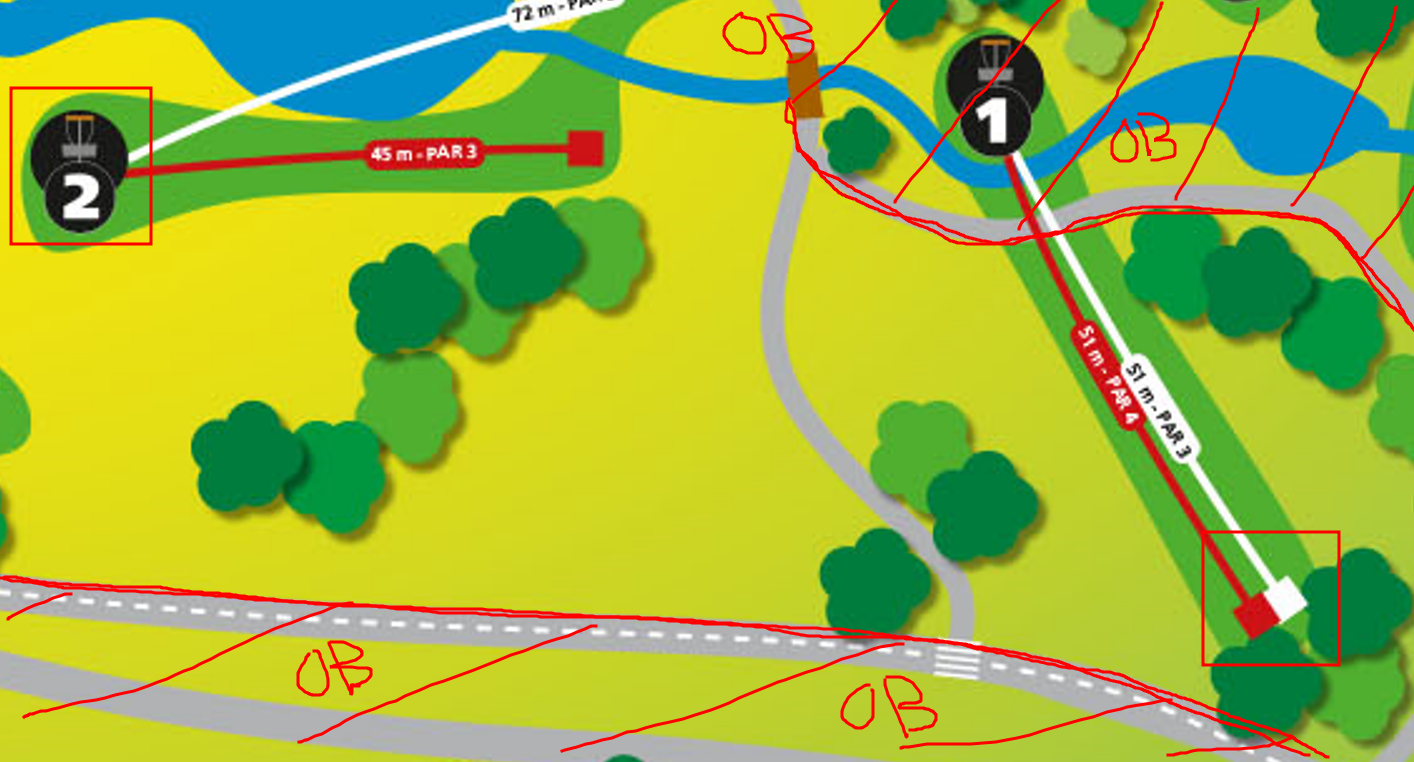 72 m - PAR
OB
1
OB
2
45 m - PAR 3
51 m - PAR 4
51 m - PAR 3
OB
OB